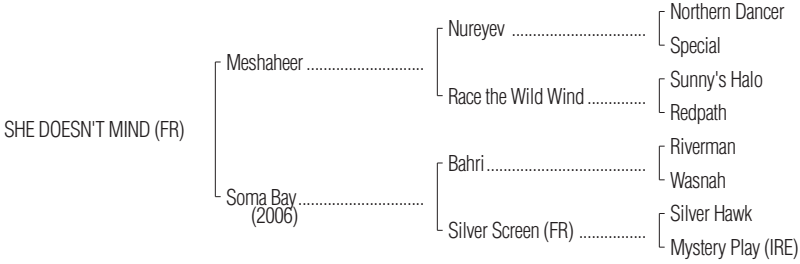 Northern Dancer
Nureyev ................................
Special
Meshaheer ............................
Sunny's Halo
Race the Wild Wind ..............
Redpath
SHE DOESN'T MIND (FR)
Riverman
Bahri ......................................
Wasnah
Soma Bay ..............................
(2006)
Silver Hawk
Silver Screen (FR) ................
Mystery Play (IRE)